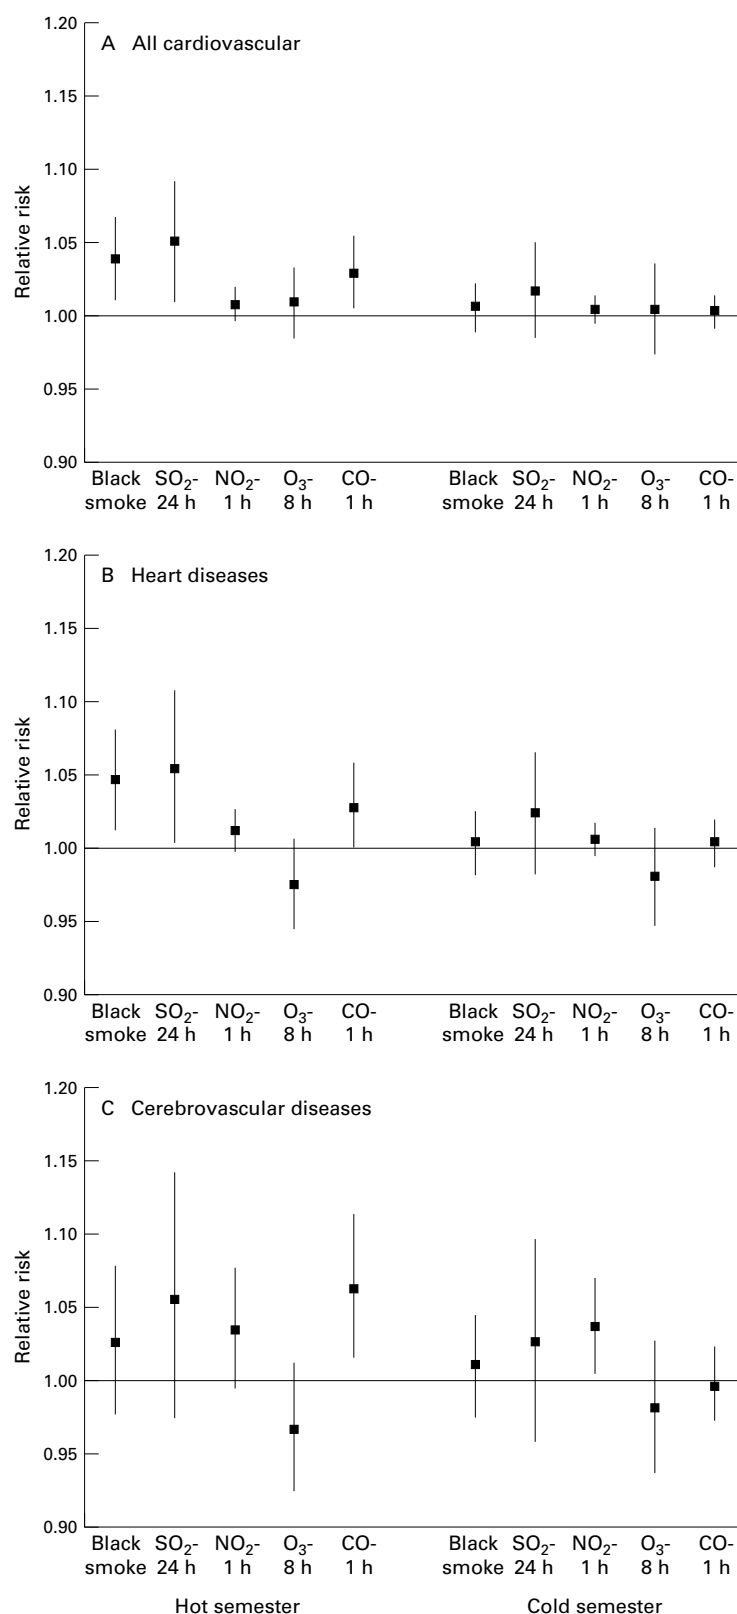 A All cardiovascular
Relative risk
1.20
1.15
1.10
1.05
1.00
0.95
0.90
Black SO2- NO2- O3- CO- Black SO2- NO2- O3- CO-
smoke 24 h 1 h 8 h 1 h smoke 24 h 1 h 8 h 1 h
B Heart diseases
Relative risk
1.20
1.15
1.10
1.05
1.00
0.95
0.90
Black SO2- NO2- O3- CO- Black SO2- NO2- O3- CO-
smoke 24 h 1 h 8 h 1 h smoke 24 h 1 h 8 h 1 h
C Cerebrovascular diseases
Relative risk
1.20
1.15
1.10
1.05
1.00
0.95
0.90
Black SO2- NO2- O3- CO- Black SO2- NO2- O3- CO-
smoke 24 h 1 h 8 h 1 h smoke 24 h 1 h 8 h 1 h
Hot semester Cold semester